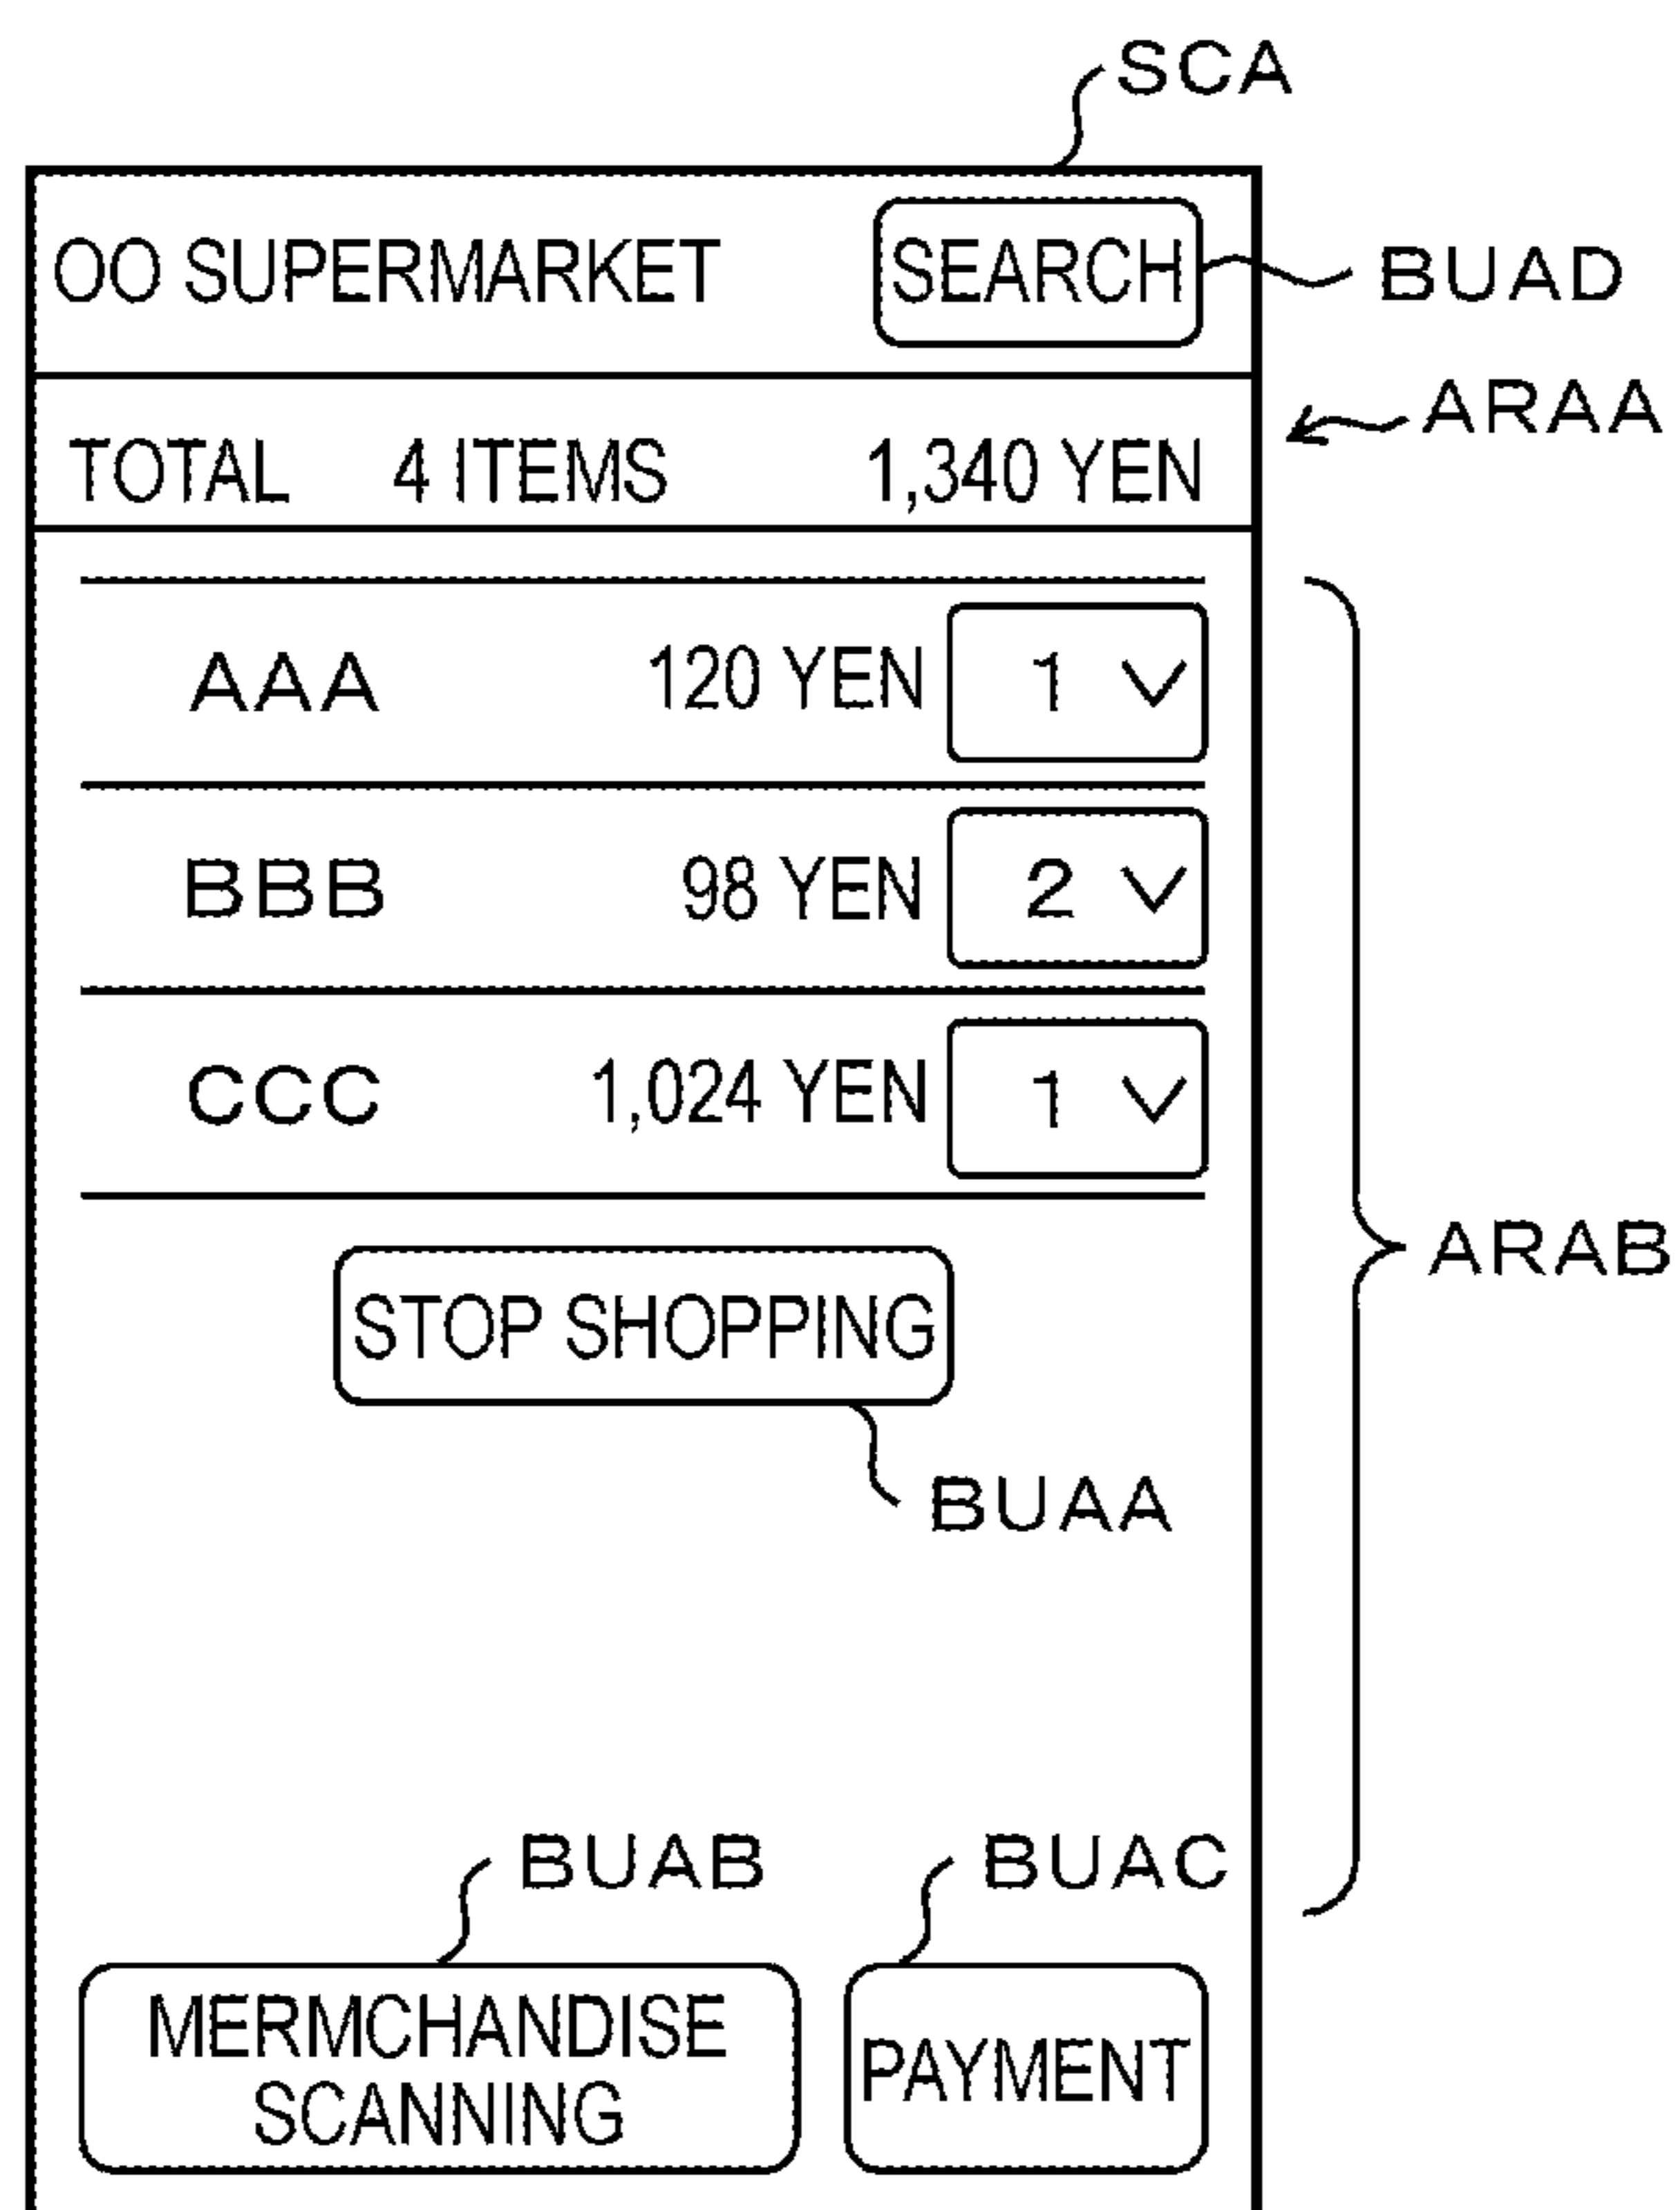 SCA
OO SUPERMARKET SEARCH BUAD
ARAA
TOTAL 4 ITEMS 1,340 YEN
AAA 120 YEN 1
BBB 98 YEN 2
CCC 1,024 YEN 1
ARAB
STOP SHOPPING
BUAA
BUAB BUAC
MERMCHANDISE
SCANNING
PAYMENT